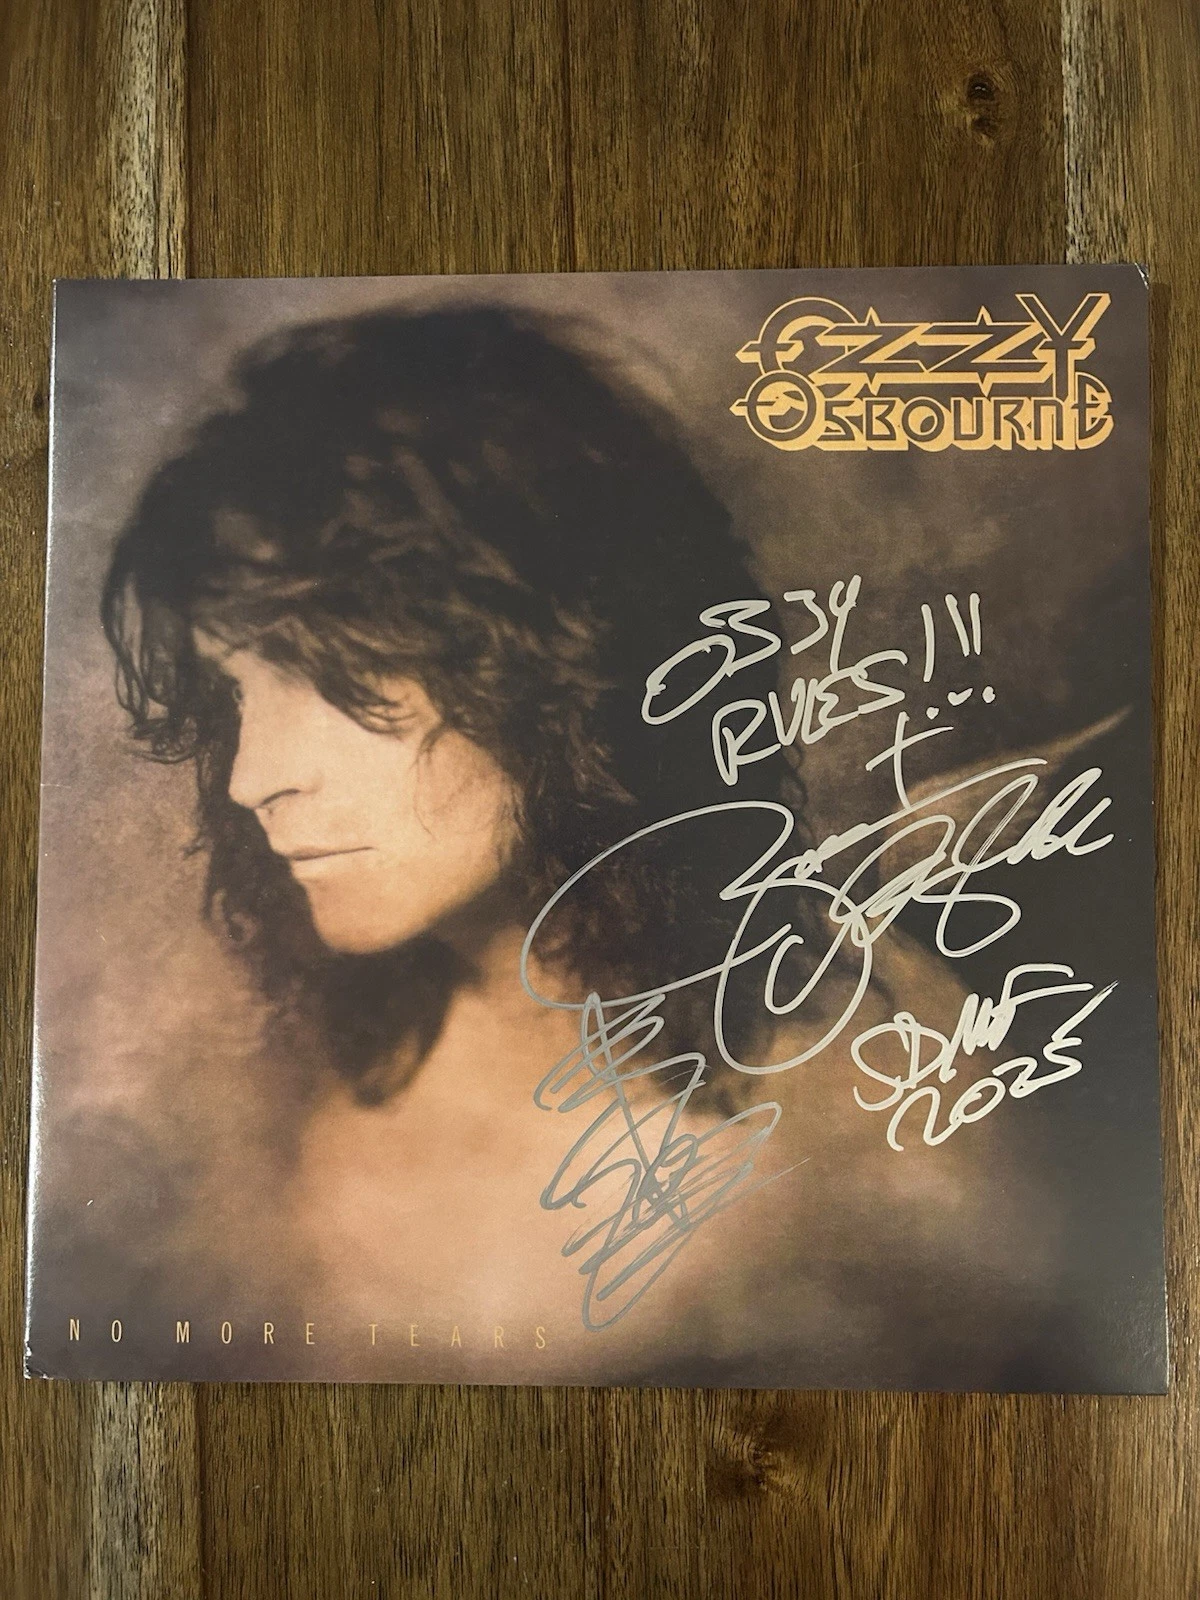 OZZY
OSBOURNE
OZZY
RULES!!!
SDMF
2025
NO MORE TEARS